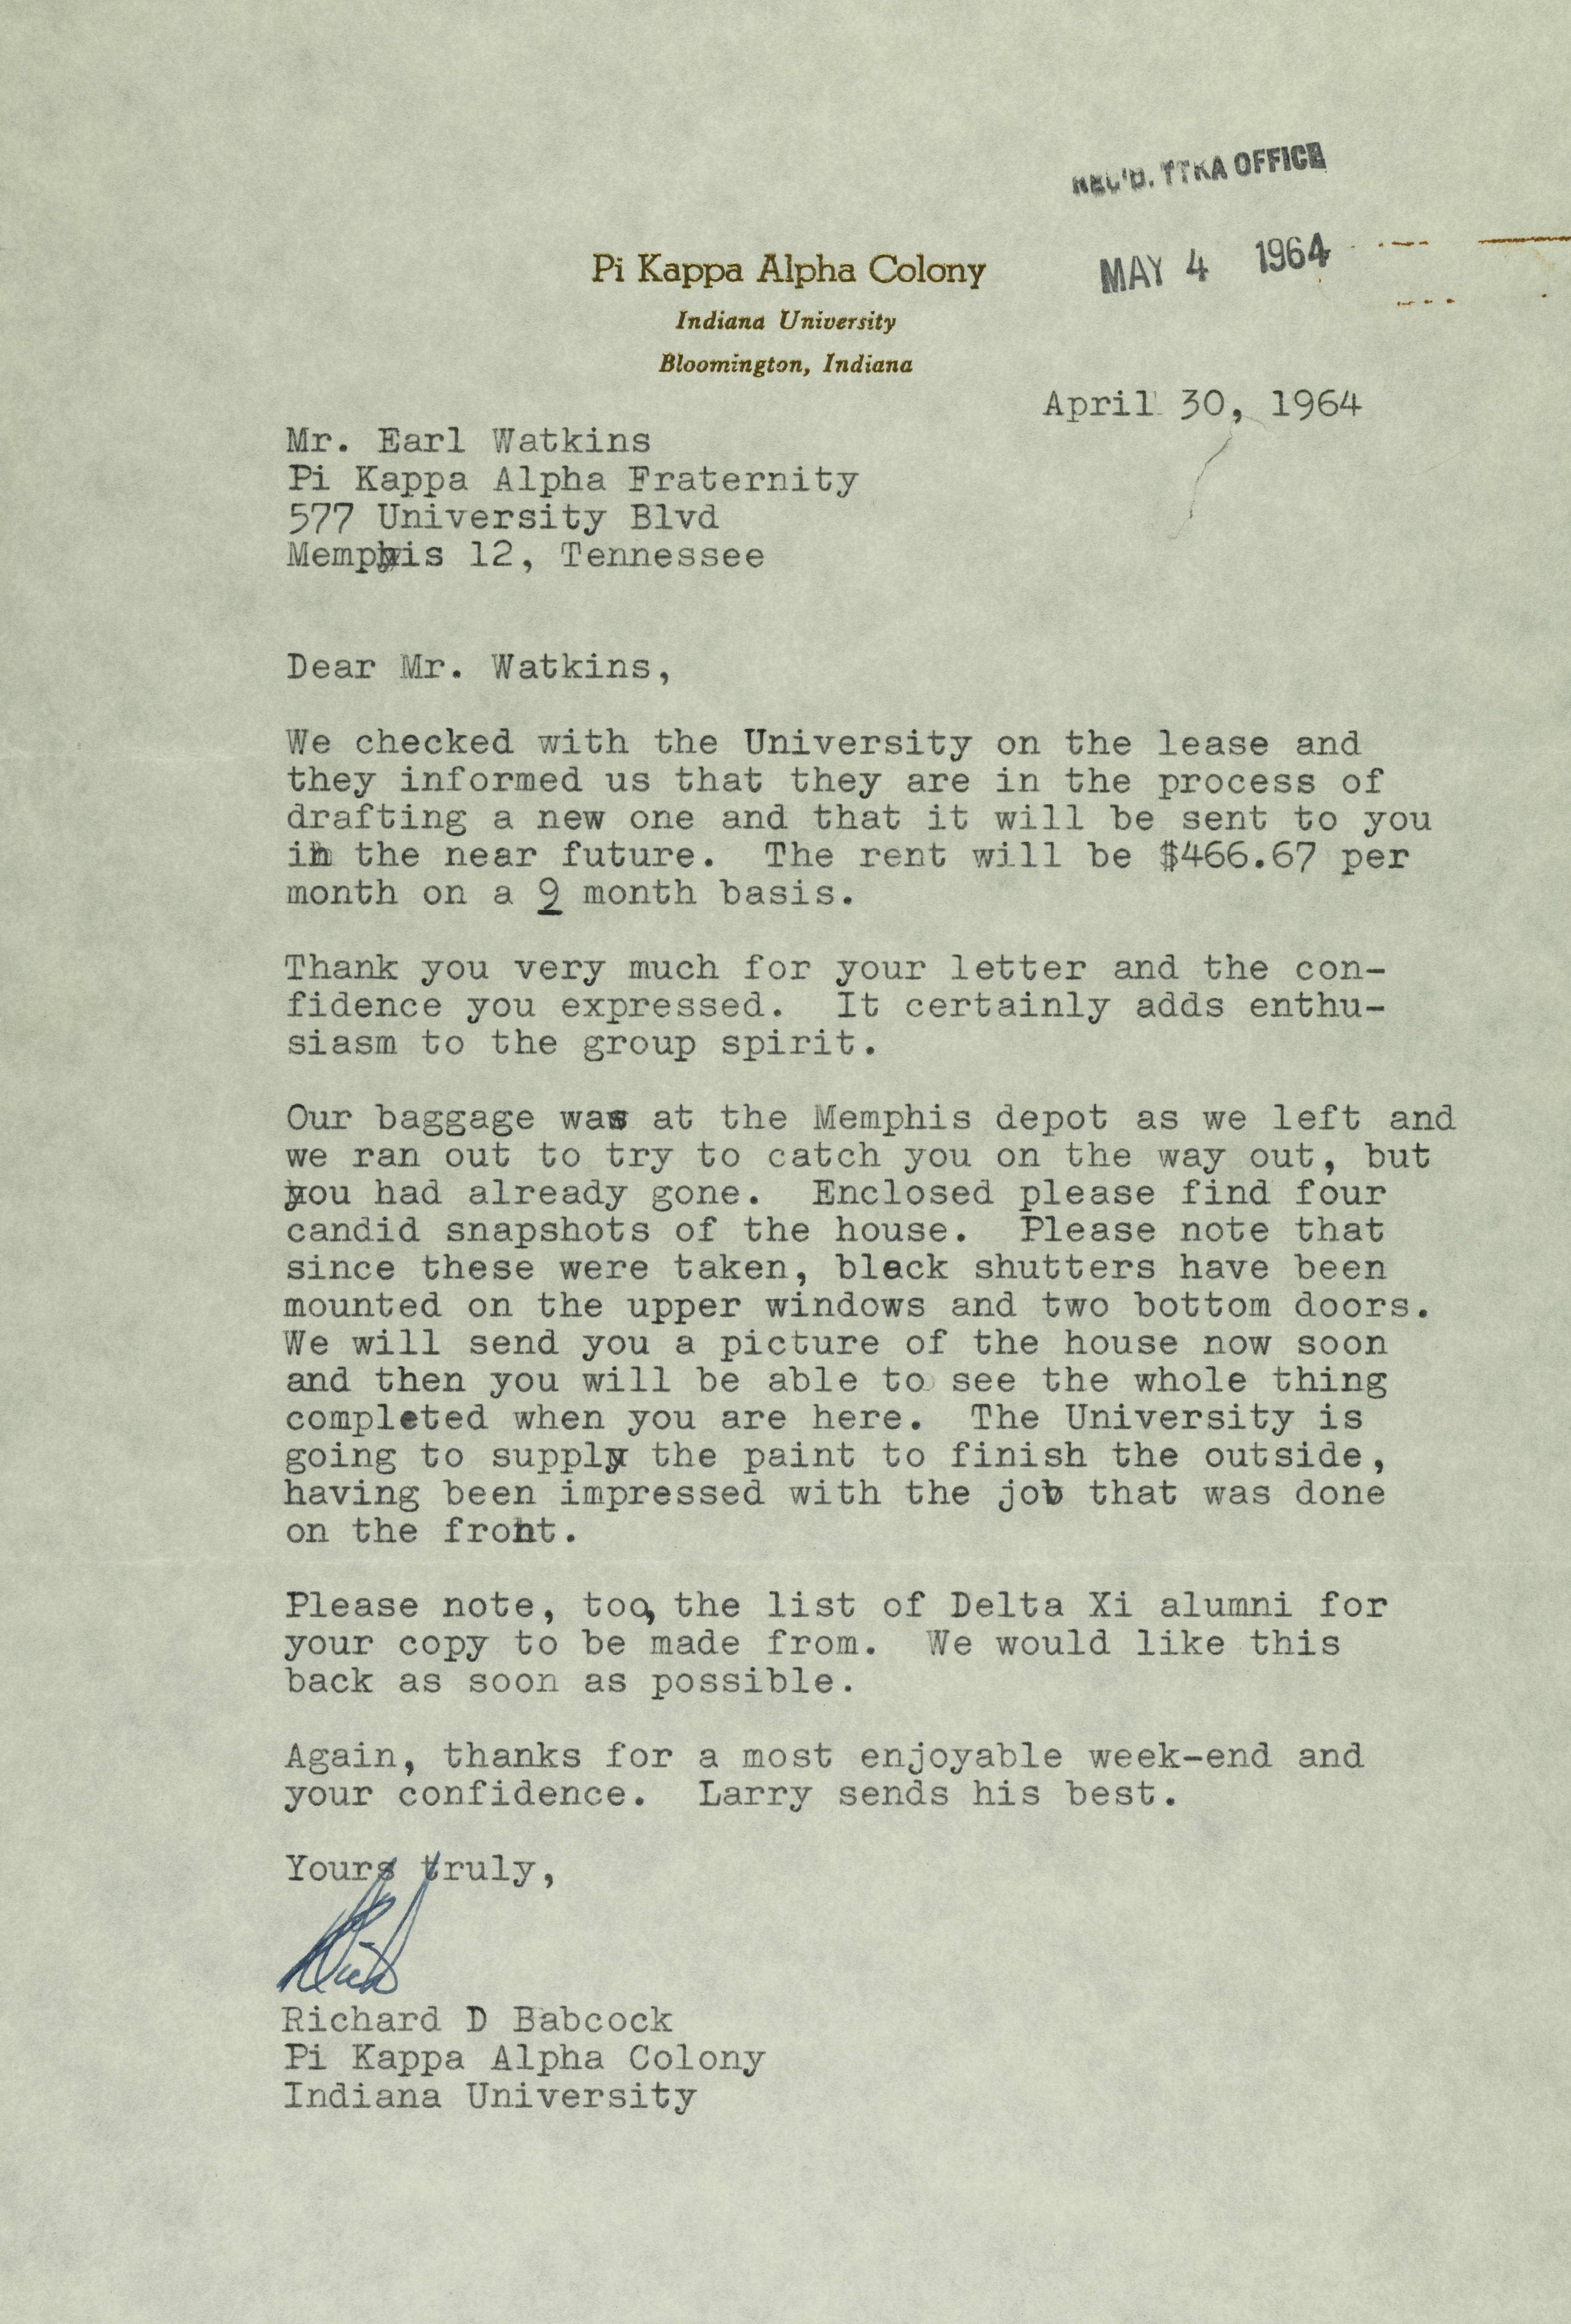 REC'D. ΠKA OFFICE
MAY 4 1964
Pi Kappa Alpha Colony
Indiana University
Bloomington, Indiana
April 30, 1964
Mr. Earl Watkins
Pi Kappa Alpha Fraternity
577 University Blvd
Memphis 12, Tennessee
Dear Mr. Watkins,
We checked with the University on the lease and
they informed us that they are in the process of
drafting a new one and that it will be sent to you
in the near future. The rent will be $466.67 per
month on a 9 month basis.
Thank you very much for your letter and the con-
fidence you expressed. It certainly adds enthu-
siasm to the group spirit.
Our baggage was at the Memphis depot as we left and
we ran out to try to catch you on the way out, but
you had already gone. Enclosed please find four
candid snapshots of the house. Please note that
since these were taken, black shutters have been
mounted on the upper windows and two bottom doors.
We will send you a picture of the house now soon
and then you will be able to see the whole thing
completed when you are here. The University is
going to supply the paint to finish the outside,
having been impressed with the job that was done
on the front.
Please note, too, the list of Delta Xi alumni for
your copy to be made from. We would like this
back as soon as possible.
Again, thanks for a most enjoyable week-end and
your confidence. Larry sends his best.
Yours truly,
Dick
Richard D Babcock
Pi Kappa Alpha Colony
Indiana University